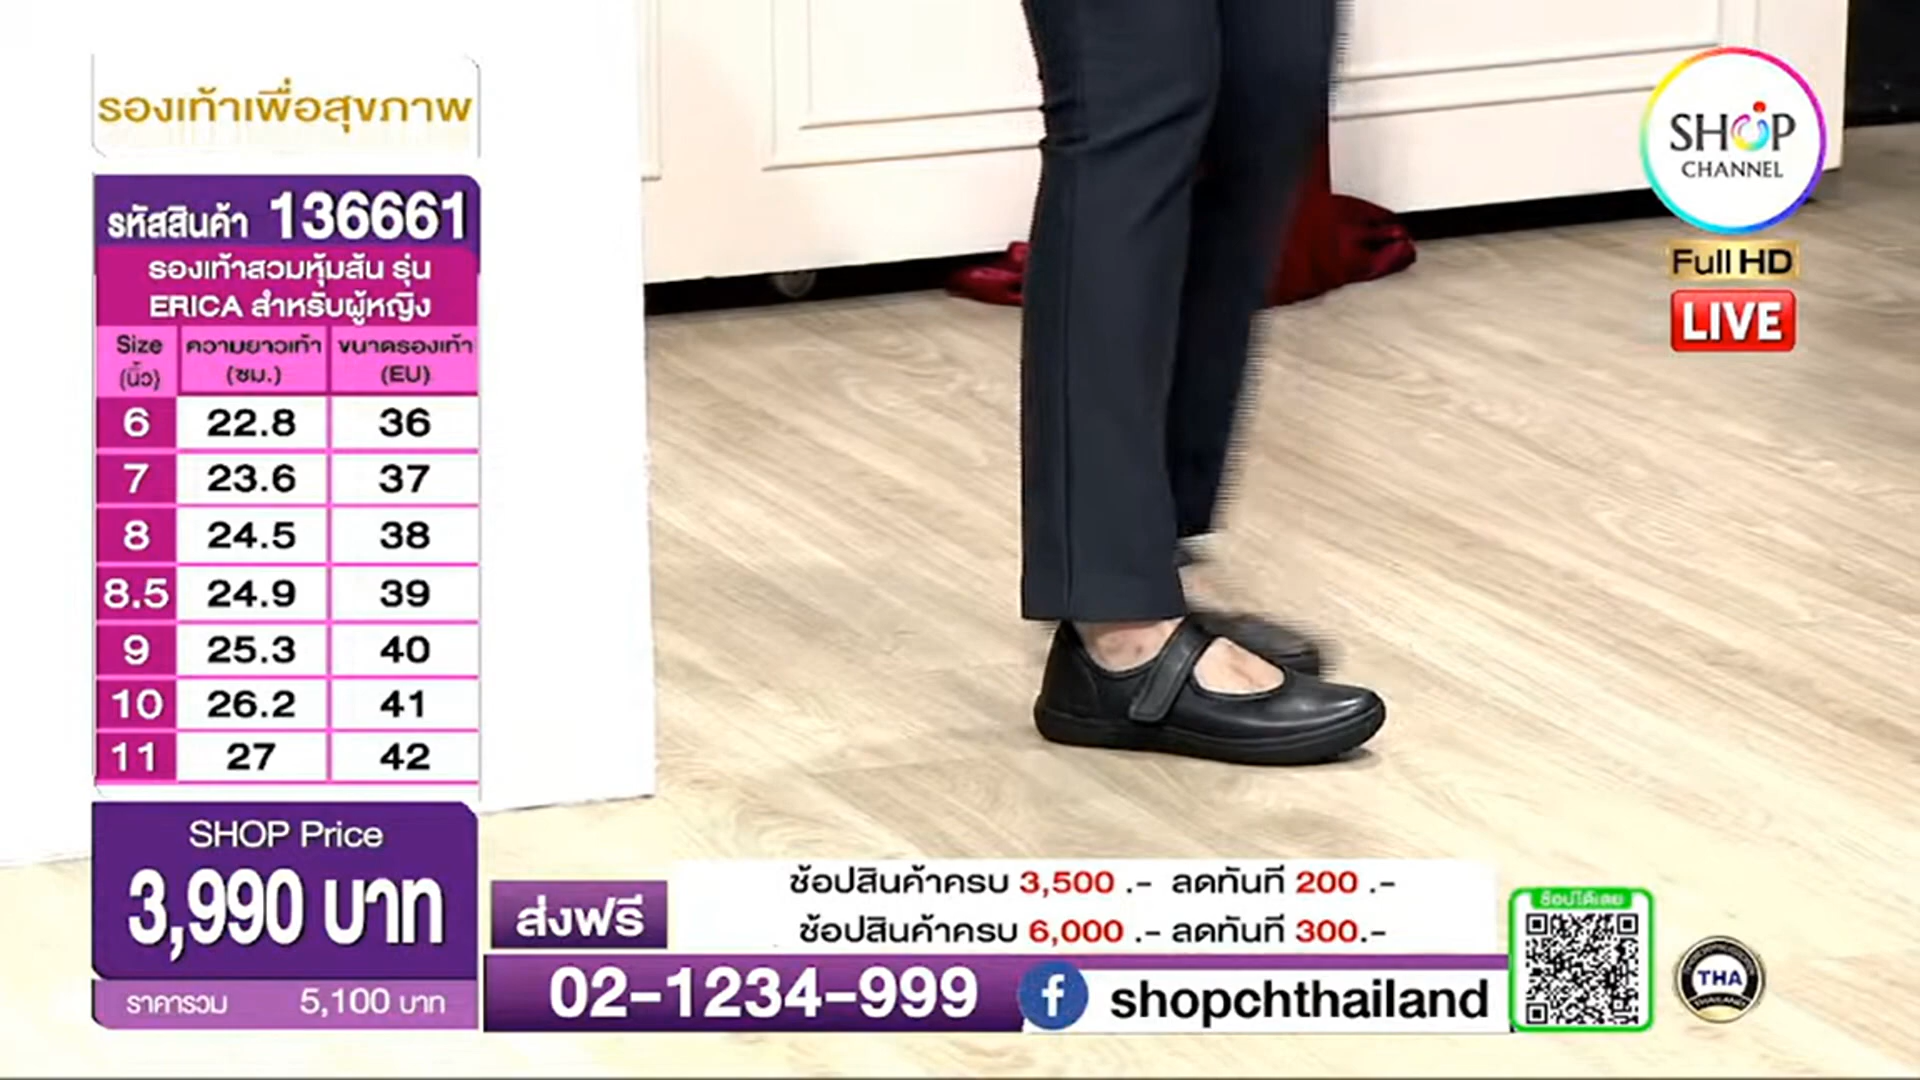 รองเท้าเพื่อสุขภาพ
รหัสสินค้า 136661
รองเท้าสวมหุ้มส้น รุ่น
ERICA สำหรับผู้หญิง
Size (นิ้ว) ความยาวเท้า (ซม.) ขนาดรองเท้า (EU)
6 22.8 36
7 23.6 37
8 24.5 38
8.5 24.9 39
9 25.3 40
10 26.2 41
11 27 42
SHOP Price
3,990 บาท
ราคารวม 5,100 บาท
ส่งฟรี
ช้อปสินค้าครบ 3,500 .- ลดทันที 200 .-
ช้อปสินค้าครบ 6,000 .- ลดทันที 300.-
02-1234-999
shopchthailand
ช้อปได้เลย
SHOP
CHANNEL
Full HD
LIVE
THA